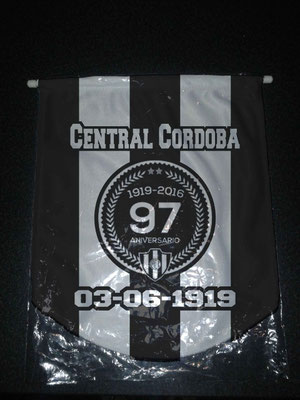 CENTRAL CORDOBA
1919-2016
97
ANIVERSARIO
03-06-1919